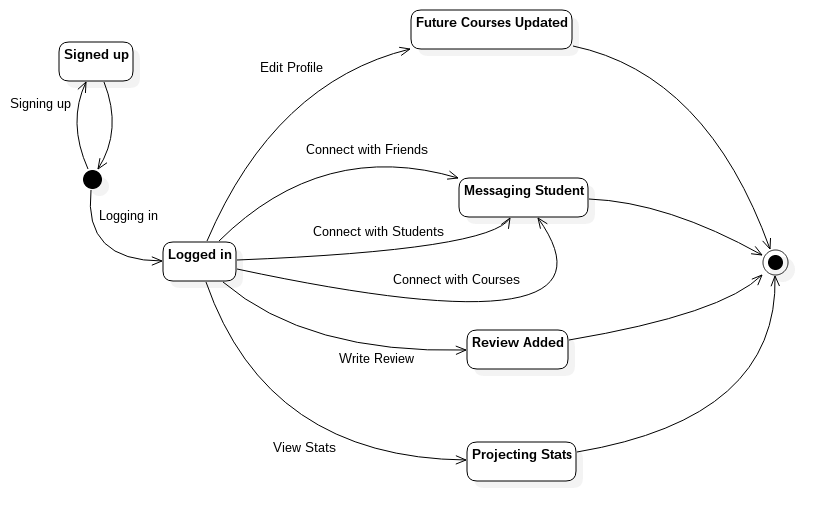 Future Courses Updated
Signed up
Edit Profile
Signing up
Connect with Friends
Messaging Student
Logging in
Connect with Students
Logged in
Connect with Courses
Review Added
Write Review
View Stats
Projecting Stats